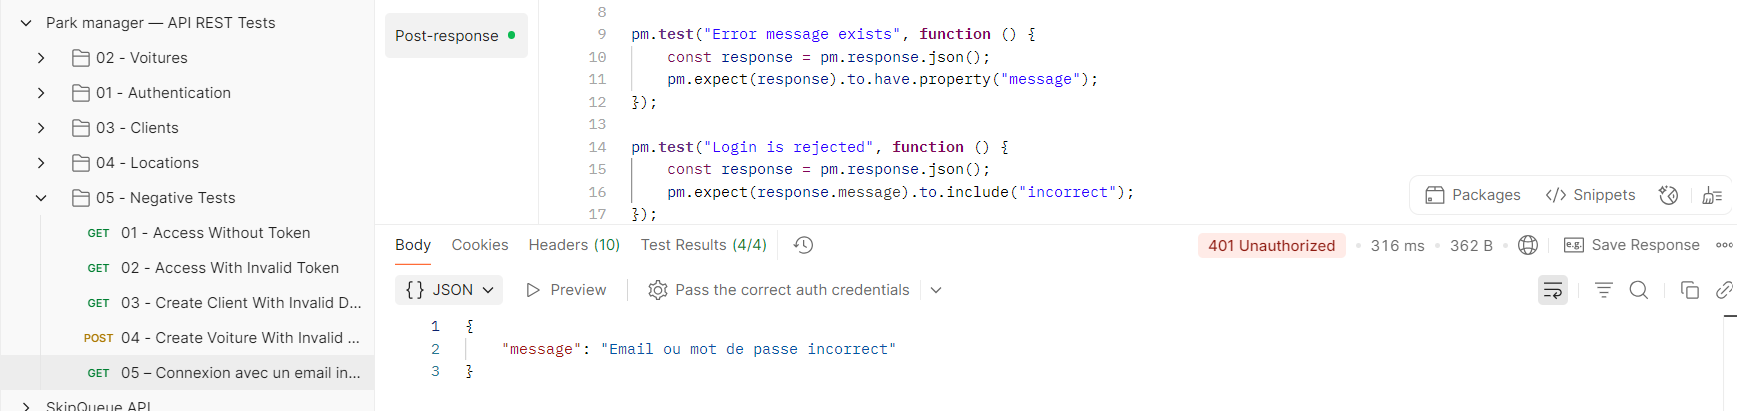 Park manager — API REST Tests
02 - Voitures
01 - Authentication
03 - Clients
04 - Locations
05 - Negative Tests
GET 01 - Access Without Token
GET 02 - Access With Invalid Token
GET 03 - Create Client With Invalid D...
POST 04 - Create Voiture With Invalid ...
GET 05 – Connexion avec un email in...
SkipQueue API
Post-response
8
9 pm.test("Error message exists", function () {
10 const response = pm.response.json();
11 pm.expect(response).to.have.property("message");
12 });
13
14 pm.test("Login is rejected", function () {
15 const response = pm.response.json();
16 pm.expect(response.message).to.include("incorrect");
17 });
Packages </> Snippets
Body Cookies Headers (10) Test Results (4/4)
401 Unauthorized • 316 ms • 362 B • e.g. Save Response
{} JSON Preview Pass the correct auth credentials
1 {
2 "message": "Email ou mot de passe incorrect"
3 }